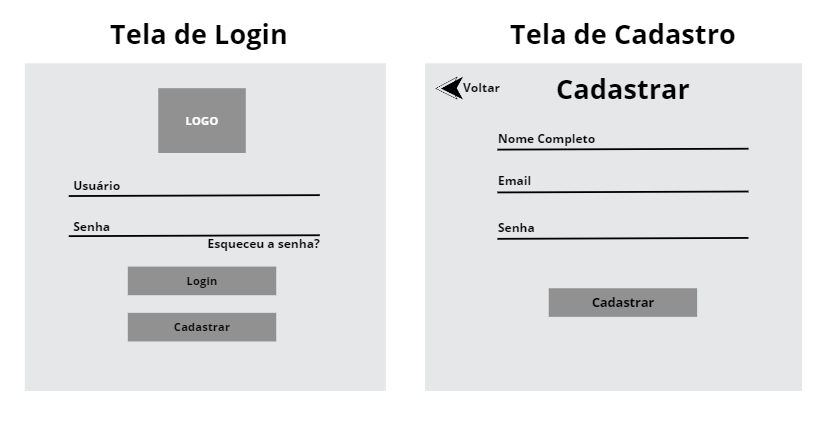 Tela de Login
LOGO
Usuário
Senha
Esqueceu a senha?
Login
Cadastrar
Tela de Cadastro
Voltar
Cadastrar
Nome Completo
Email
Senha
Cadastrar